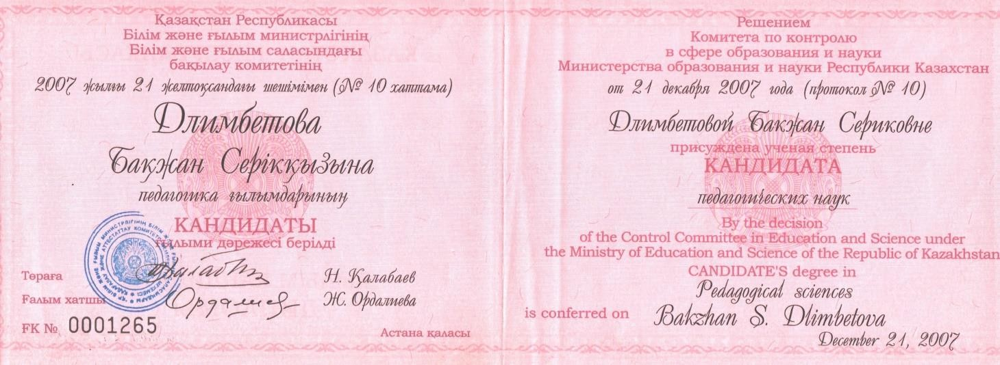 Қазақстан Республикасы
Білім және ғылым министрлігінің
Білім және ғылым саласындағы
бақылау комитетінің
2007 жылғы 21 желтоқсандағы шешімімен (№ 10 хаттама)
Длимбетова
Бақжан Серікқызына
педагогика ғылымдарының
КАНДИДАТЫ
ғылыми дәрежесі берілді
Төраға
Н. Қалабаев
Ғалым хатшы
Ж. Ордалиева
FK № 0001265
Астана қаласы
Решением
Комитета по контролю
в сфере образования и науки
Министерства образования и науки Республики Казахстан
от 21 декабря 2007 года (протокол № 10)
Длимбетовой Бакжан Сериковне
присуждена ученая степень
КАНДИДАТА
педагогических наук
By the decision
of the Control Committee in Education and Science under
the Ministry of Education and Science of the Republic of Kazakhstan
CANDIDATE'S degree in
Pedagogical sciences
is conferred on Bakzhan S. Dlimbetova
December 21, 2007